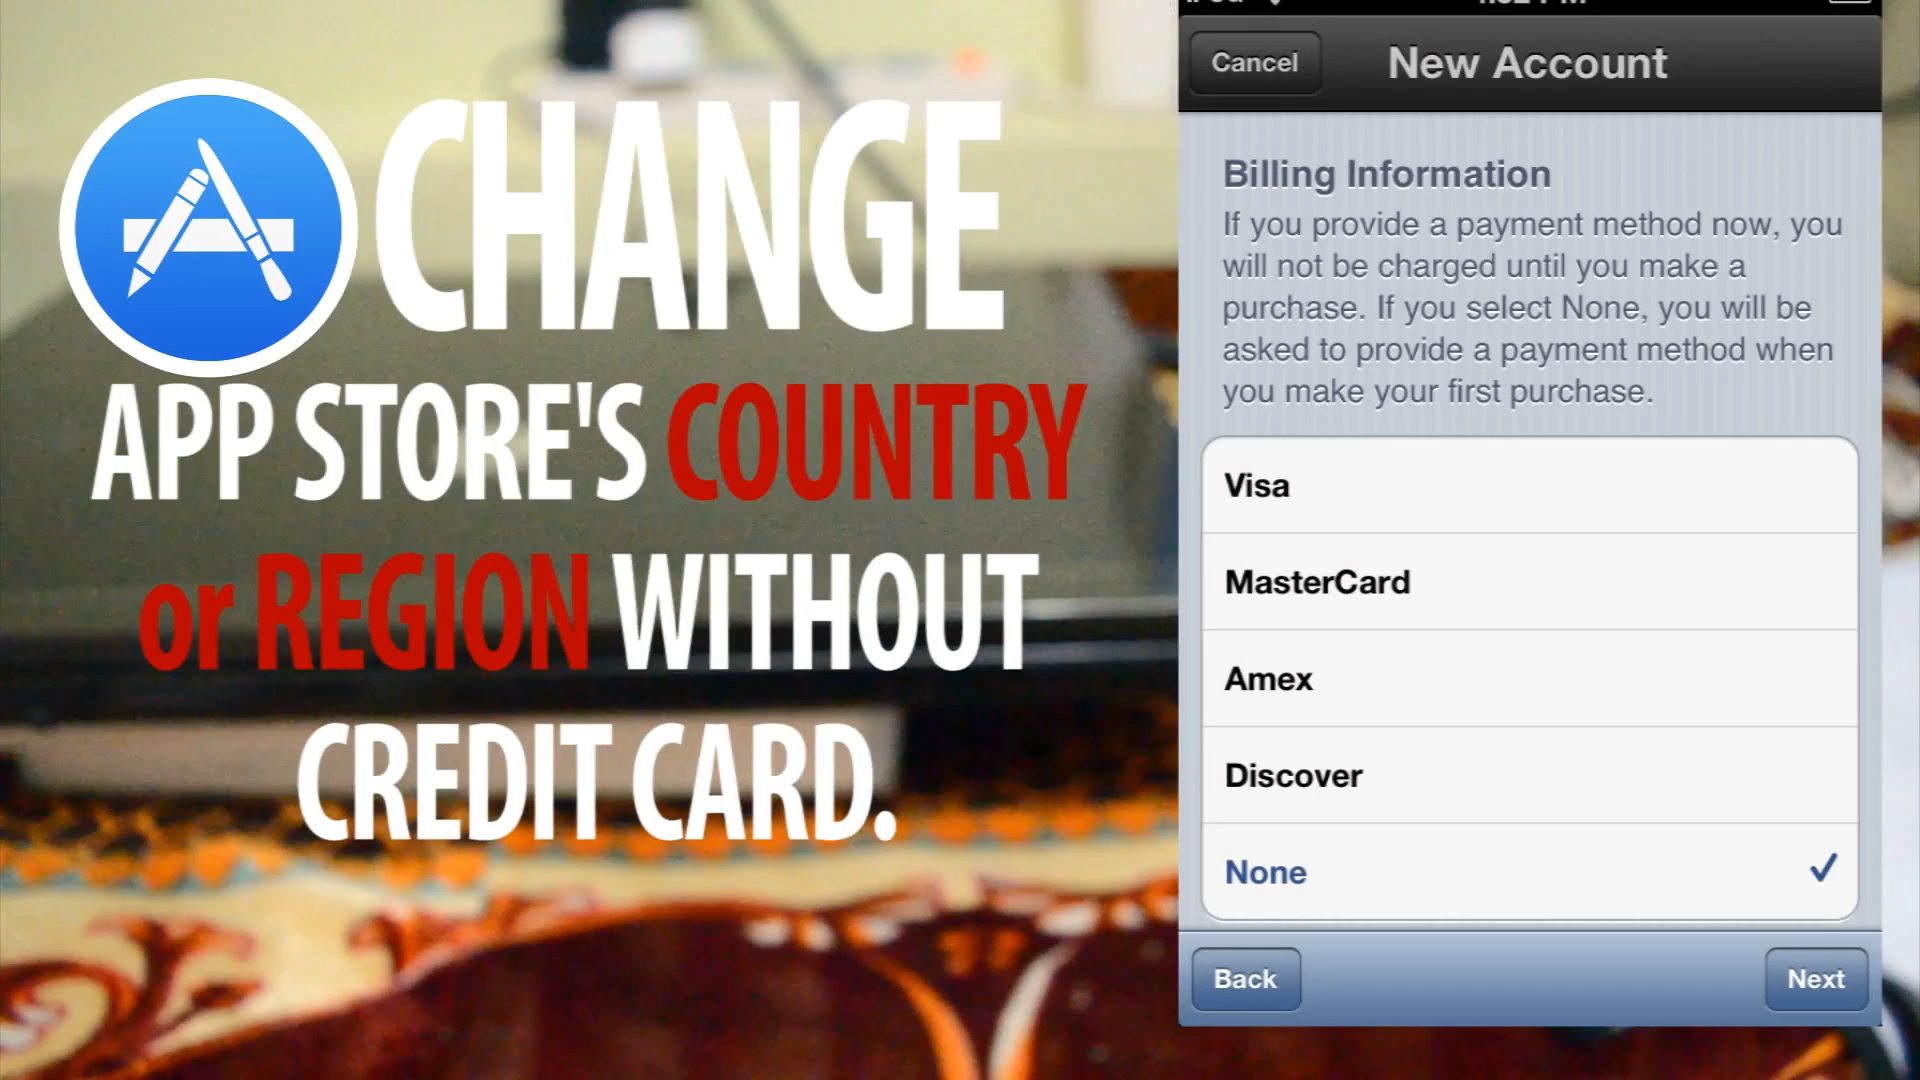 CHANGE
APP STORE'S COUNTRY
or REGION WITHOUT
CREDIT CARD.
Cancel
New Account
Billing Information
If you provide a payment method now, you
will not be charged until you make a
purchase. If you select None, you will be
asked to provide a payment method when
you make your first purchase.
Visa
MasterCard
Amex
Discover
None
Back
Next